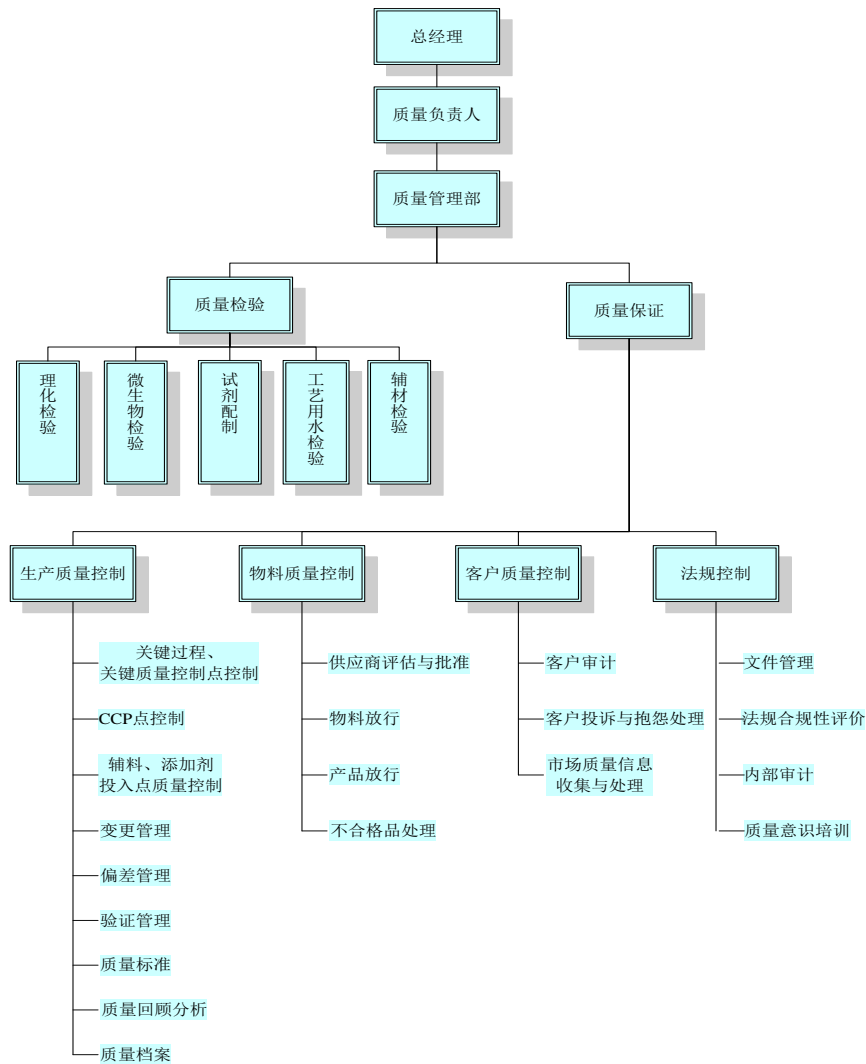 总经理
质量负责人
质量管理部
质量检验
质量保证
理化检验
微生物检验
试剂配制
工艺用水检验
辅材检验
生产质量控制
物料质量控制
客户质量控制
法规控制
关键过程、
关键质量控制点控制
CCP点控制
辅料、添加剂
投入点质量控制
变更管理
偏差管理
验证管理
质量标准
质量回顾分析
质量档案
供应商评估与批准
物料放行
产品放行
不合格品处理
客户审计
客户投诉与抱怨处理
市场质量信息
收集与处理
文件管理
法规合规性评价
内部审计
质量意识培训